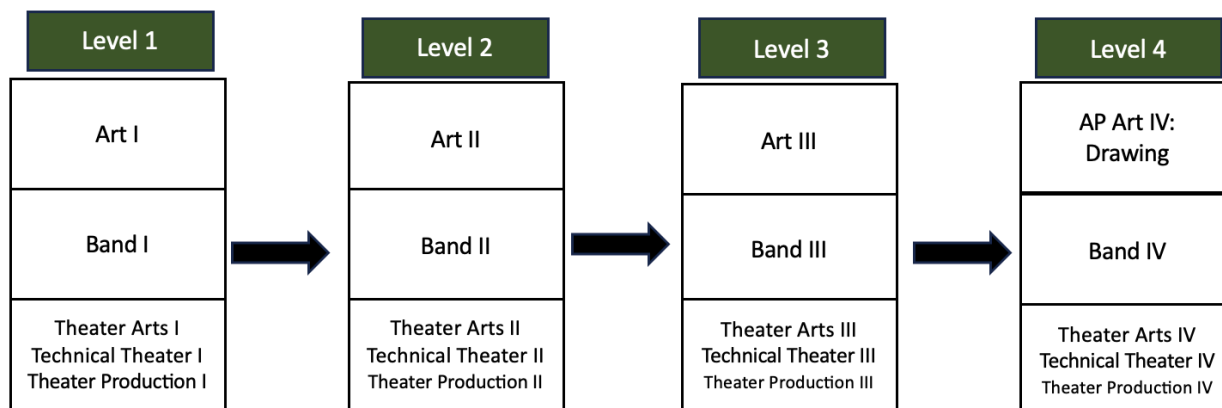 Level 1
Art I
Band I
Theater Arts I
Technical Theater I
Theater Production I
Level 2
Art II
Band II
Theater Arts II
Technical Theater II
Theater Production II
Level 3
Art III
Band III
Theater Arts III
Technical Theater III
Theater Production III
Level 4
AP Art IV:
Drawing
Band IV
Theater Arts IV
Technical Theater IV
Theater Production IV